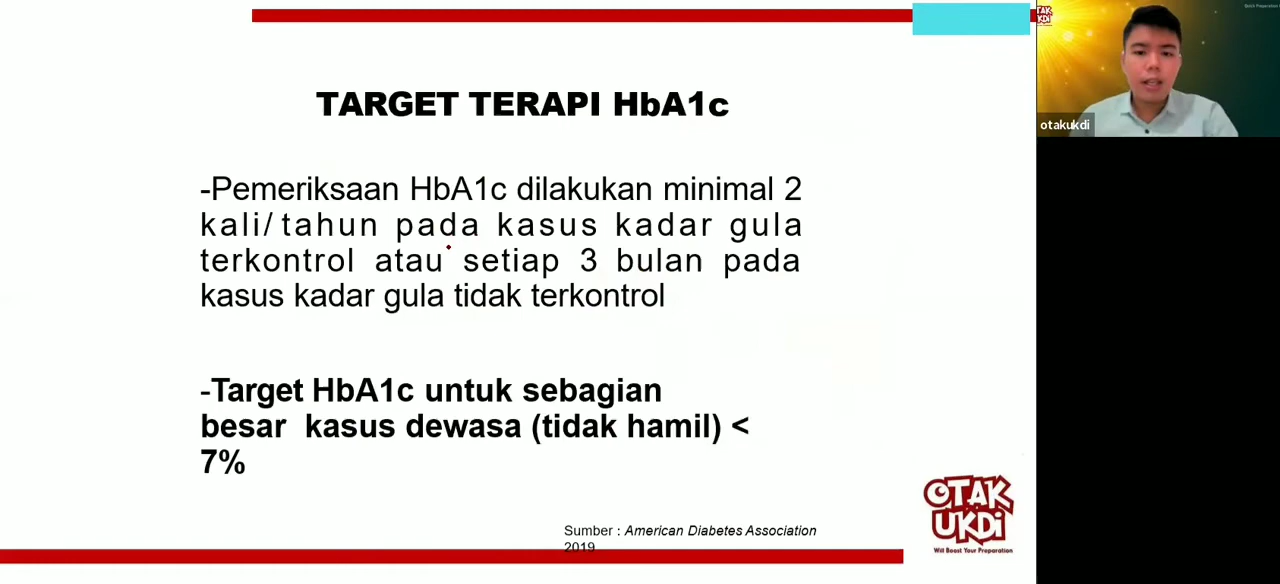 TARGET TERAPI HbA1c
-Pemeriksaan HbA1c dilakukan minimal 2
kali/tahun pada kasus kadar gula
terkontrol atau setiap 3 bulan pada
kasus kadar gula tidak terkontrol
-Target HbA1c untuk sebagian
besar kasus dewasa (tidak hamil) <
7%
Sumber : American Diabetes Association
2019
OTAK
UKDi
Will Boost Your Preparation
TAK
KDi
otakukdi